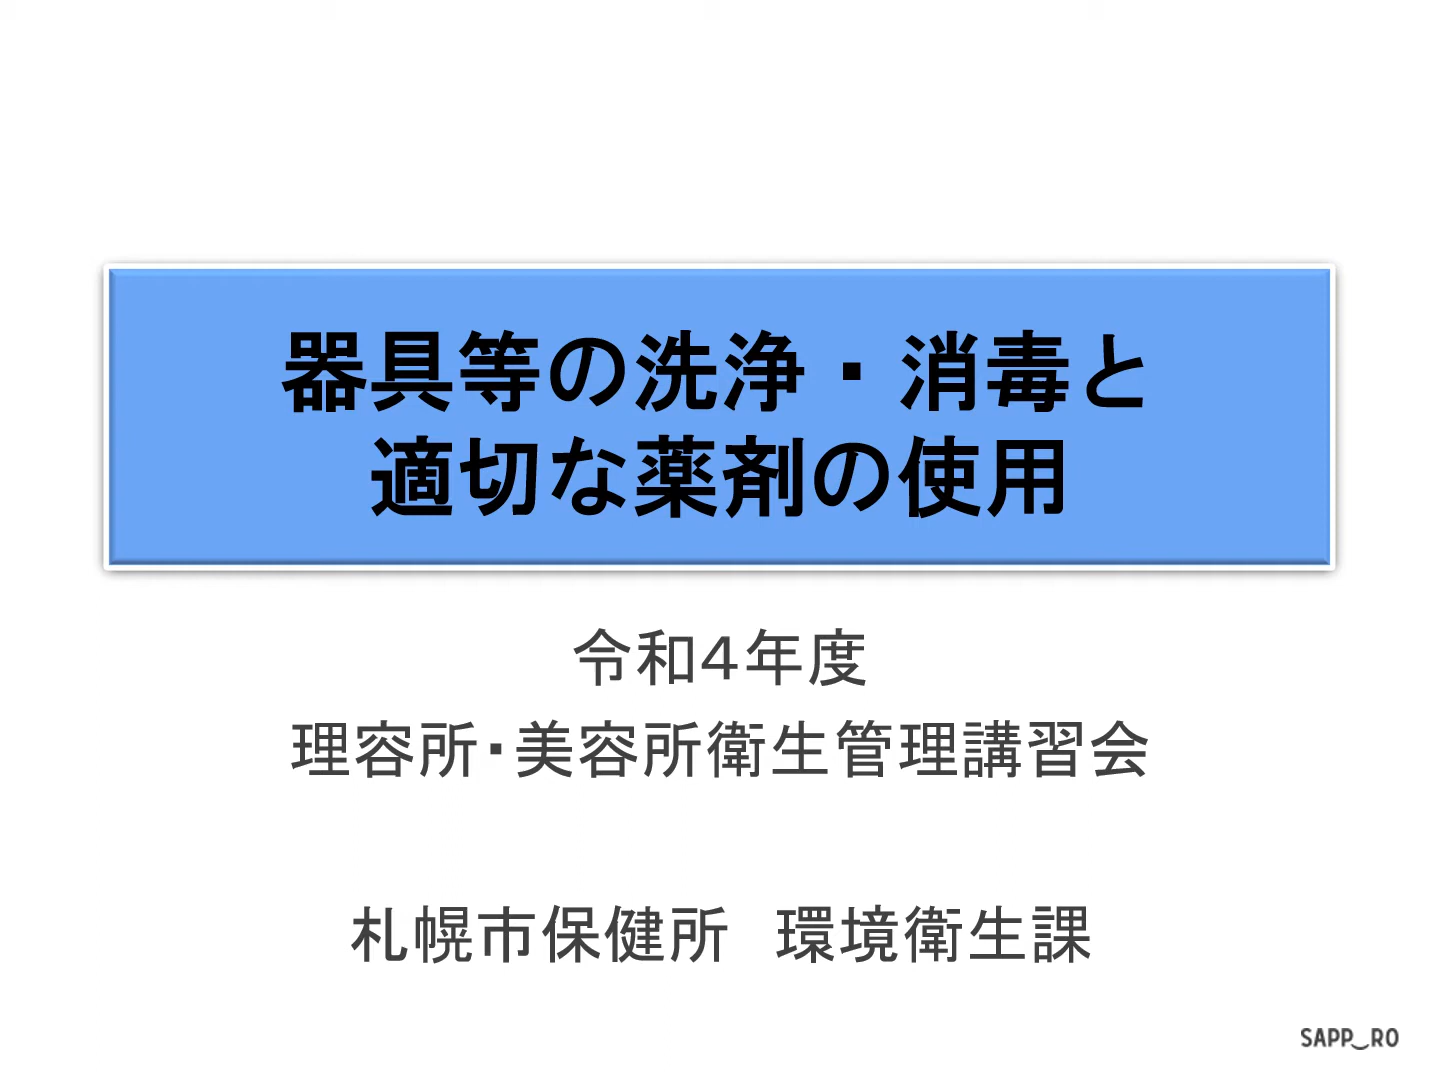 器具等の洗浄・消毒と
適切な薬剤の使用
令和４年度
理容所・美容所衛生管理講習会
札幌市保健所　環境衛生課
SAPP‿RO